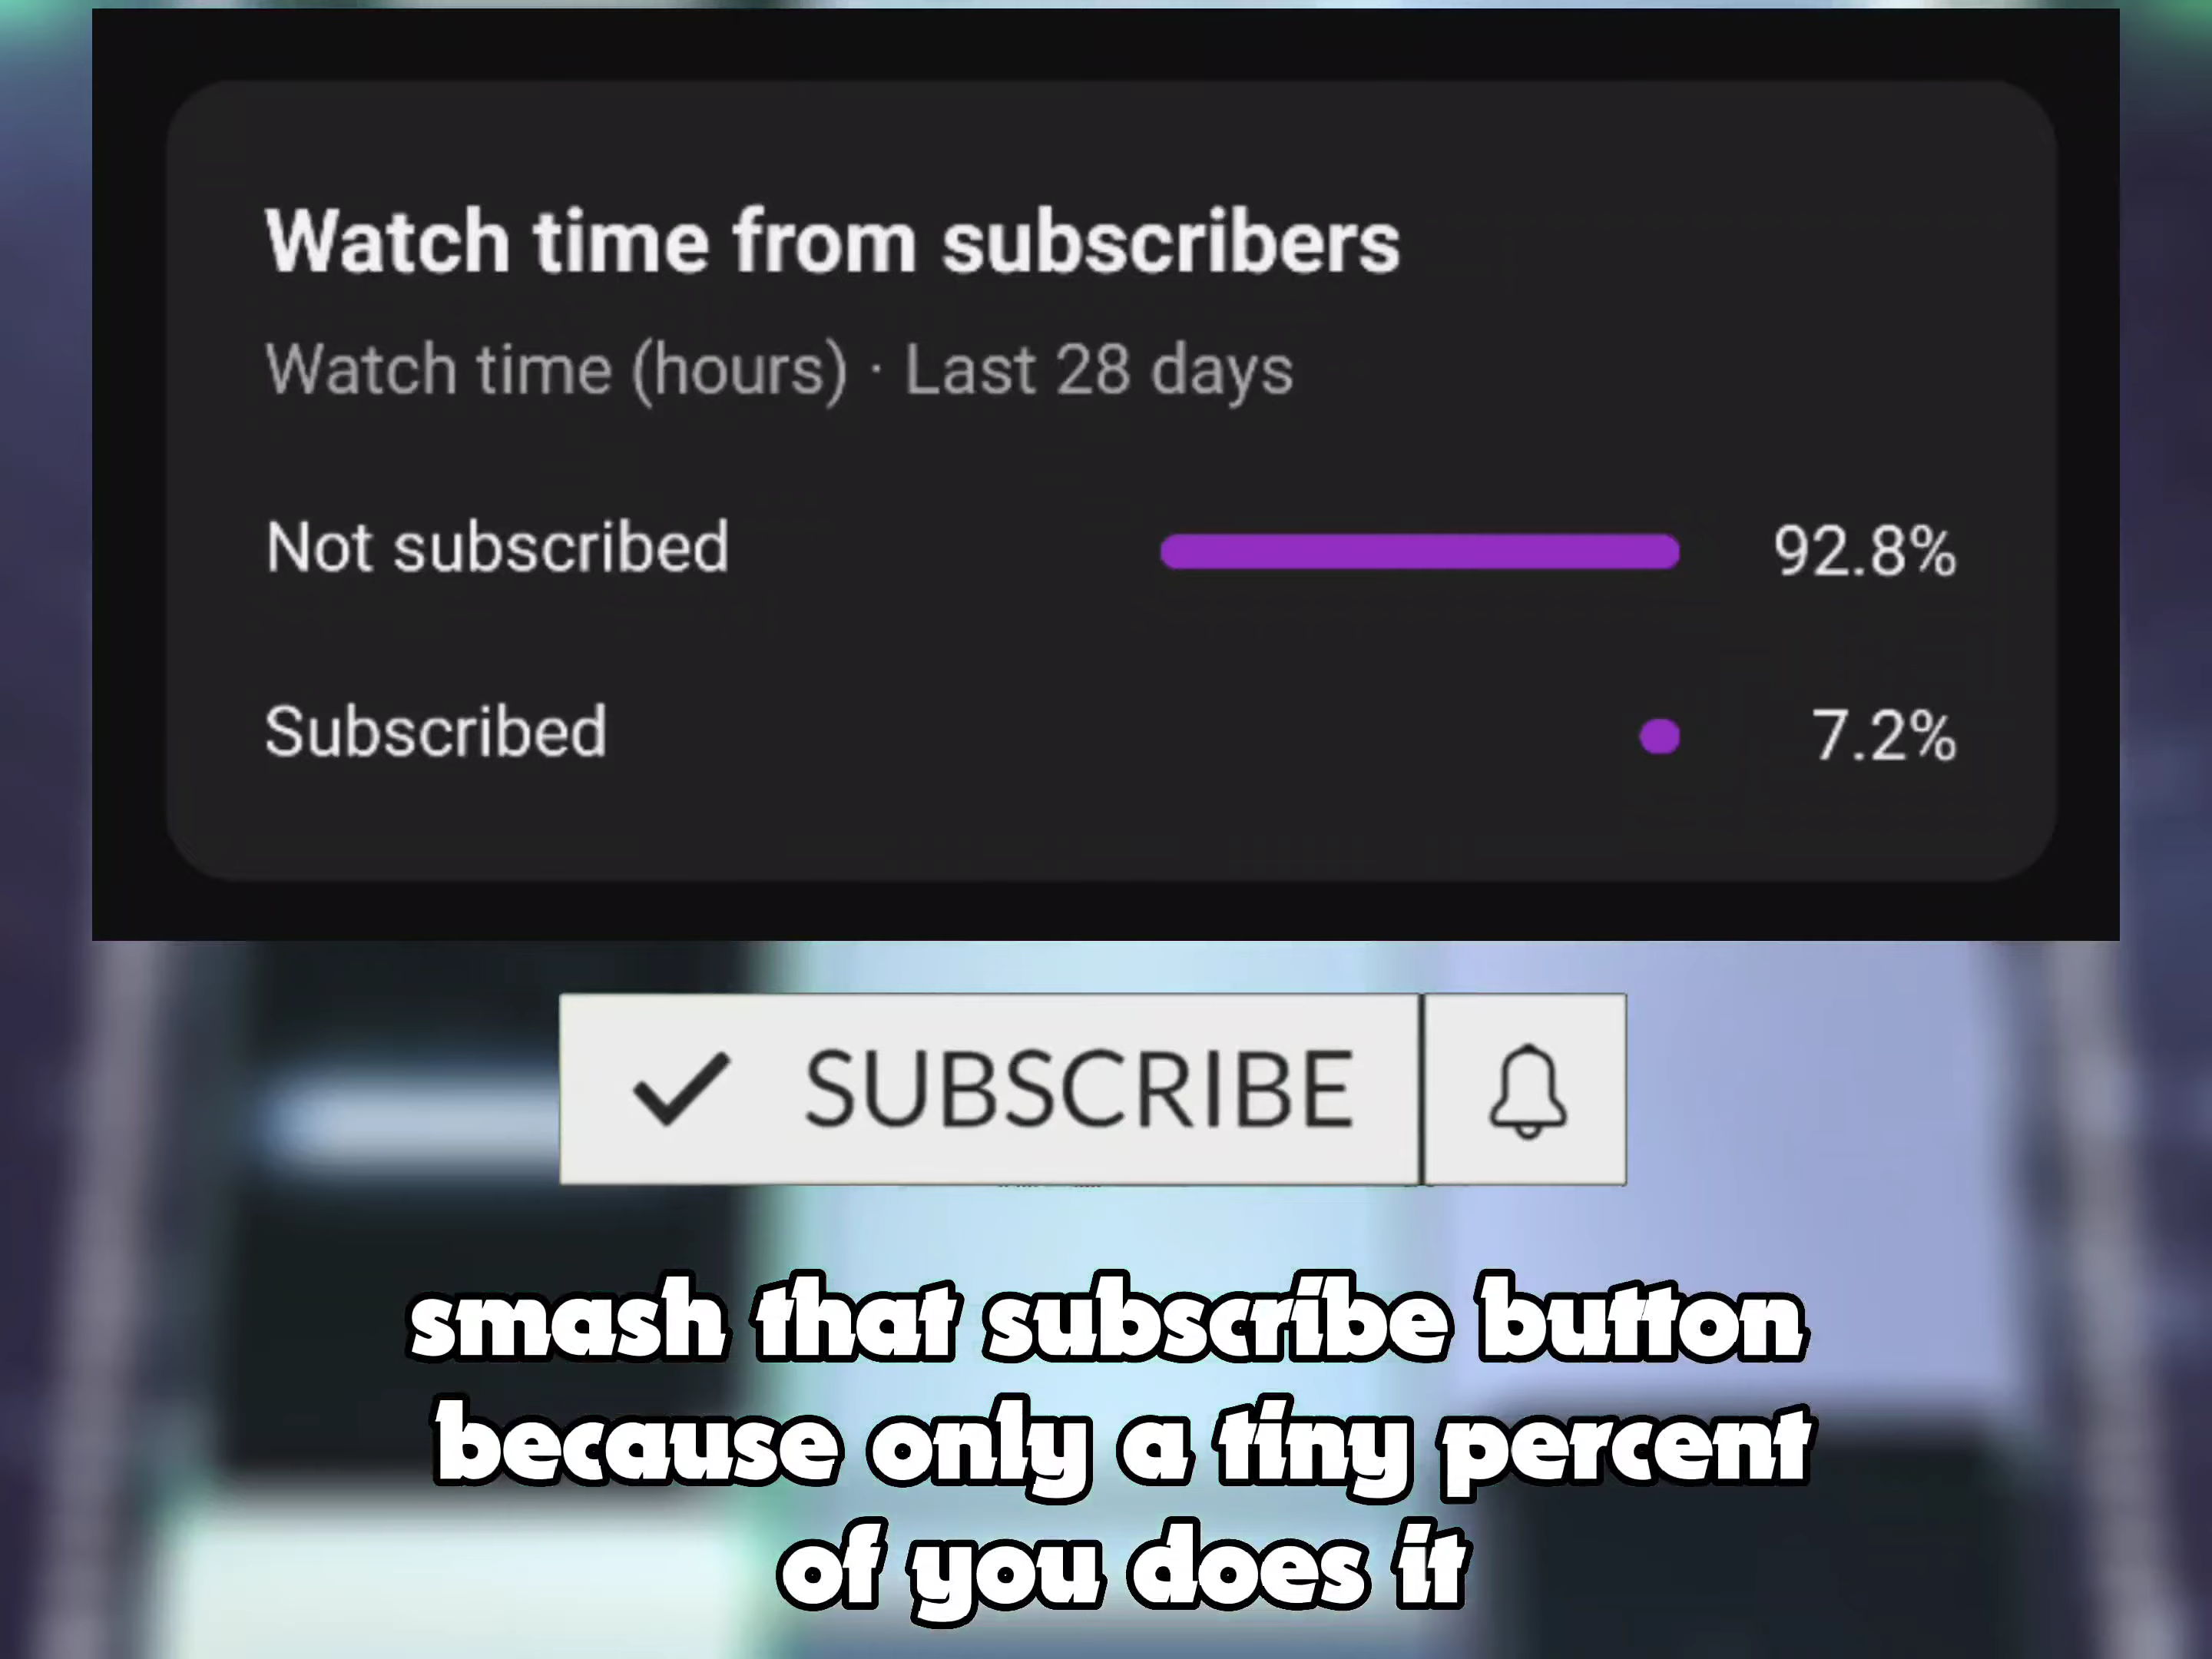 Watch time from subscribers
Watch time (hours) · Last 28 days
Not subscribed 92.8%
Subscribed 7.2%
SUBSCRIBE
smash that subscribe button
because only a tiny percent
of you does it